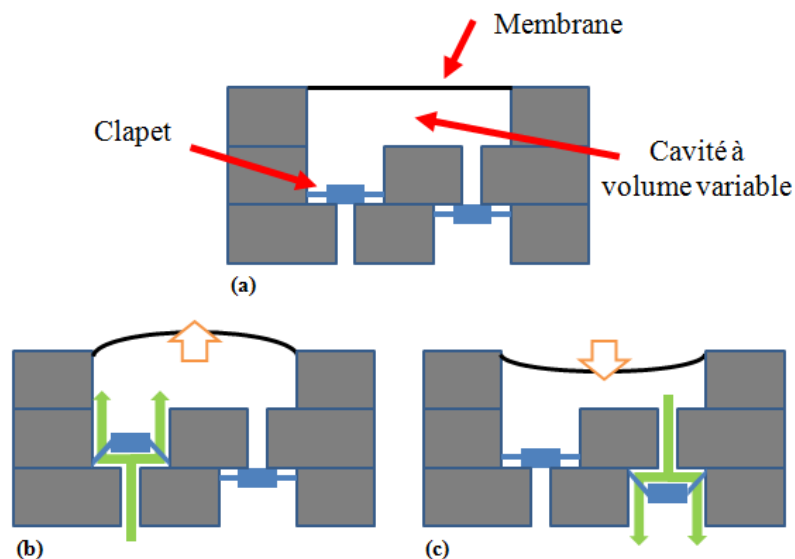 Membrane
Clapet
Cavité à
volume variable
(a)
(b)
(c)